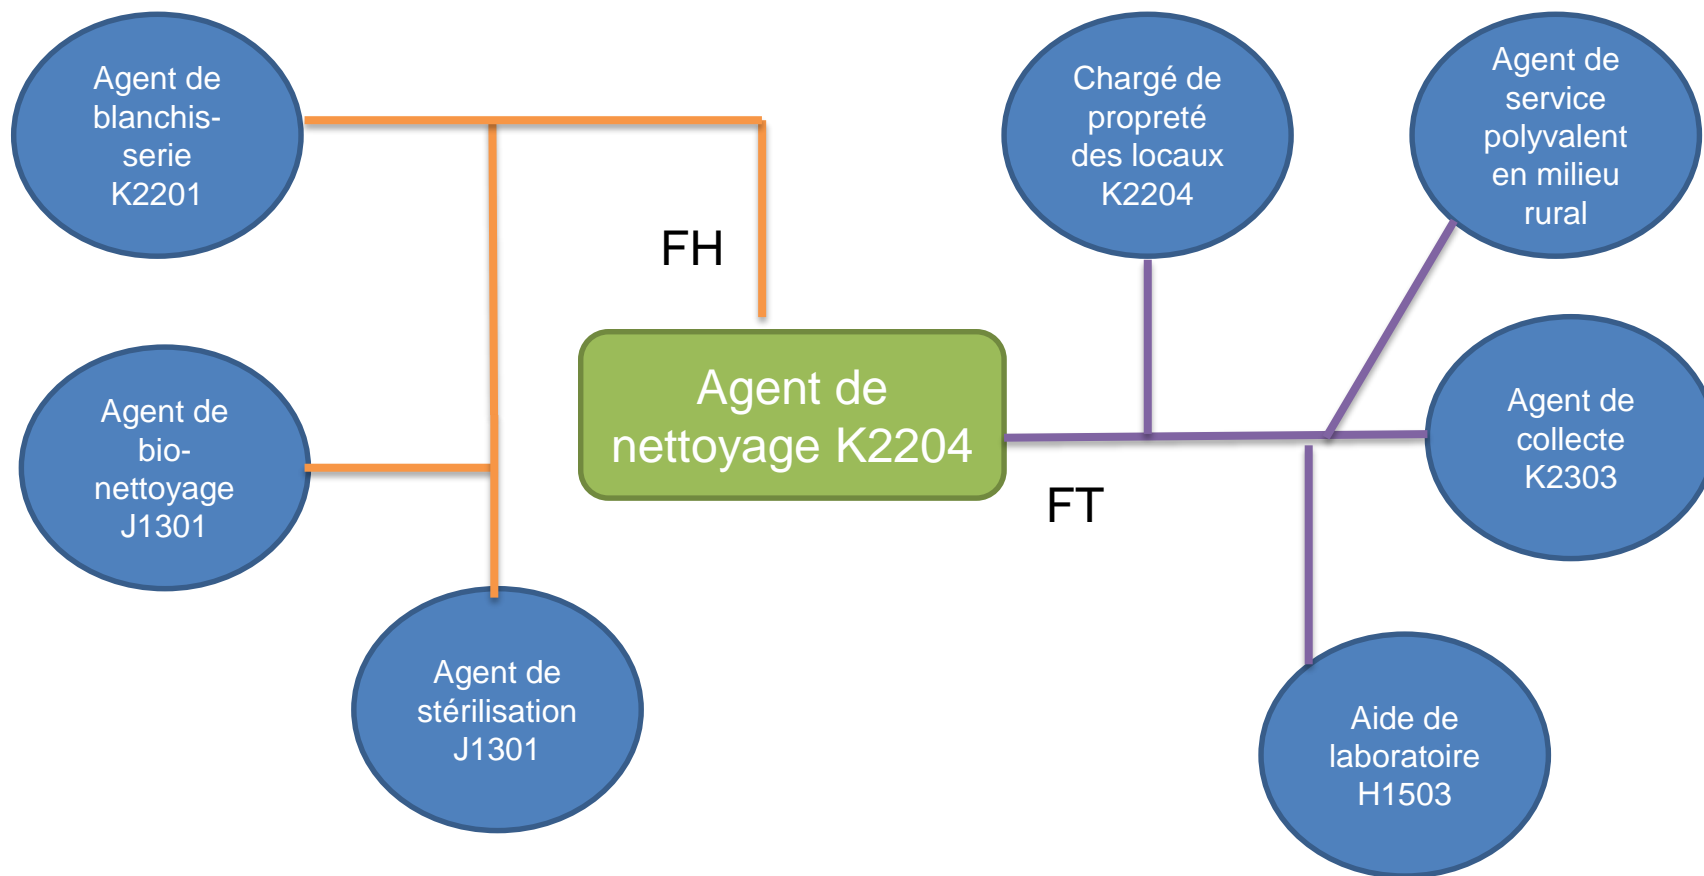 Agent de
blanchis-
serie
K2201
Chargé de
propreté
des locaux
K2204
Agent de
service
polyvalent
en milieu
rural
FH
Agent de
bio-
nettoyage
J1301
Agent de
nettoyage K2204
Agent de
collecte
K2303
FT
Agent de
stérilisation
J1301
Aide de
laboratoire
H1503